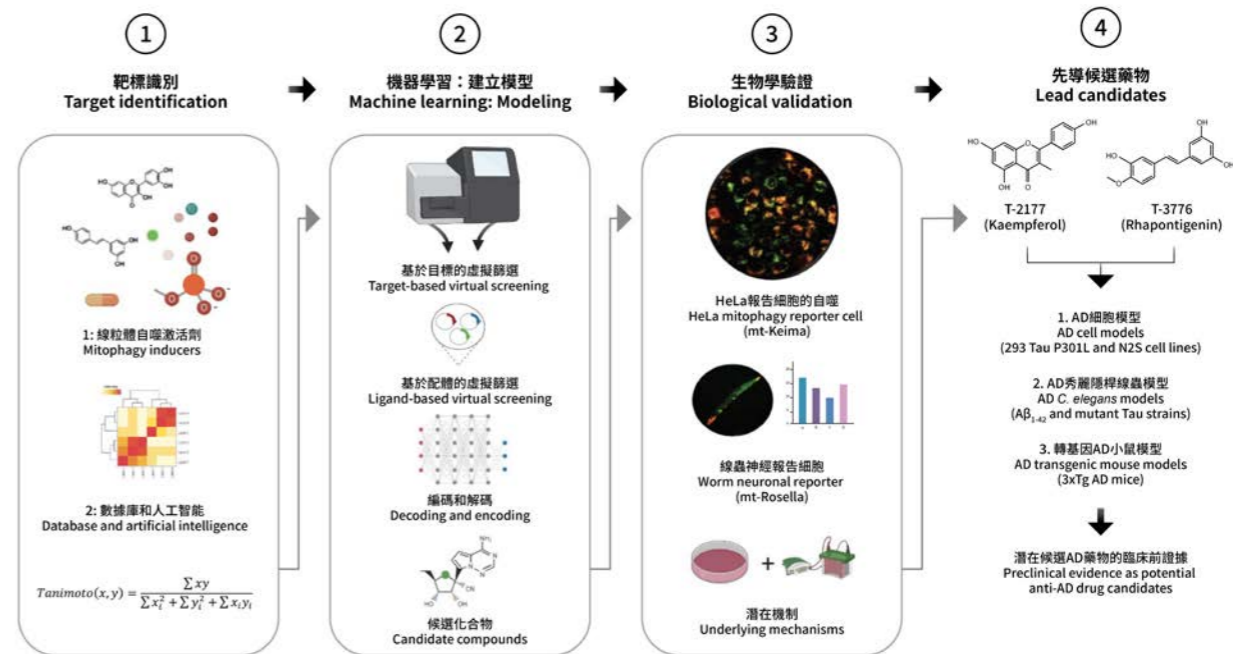 1
靶標識別
Target identification
1: 線粒體自噬激活劑
Mitophagy inducers
2: 數據庫和人工智能
Database and artificial intelligence
Tanimoto(x, y) = ∑ xy / ∑ x_i^2 + ∑ y_i^2 + ∑ x_i y_i
2
機器學習：建立模型
Machine learning: Modeling
基於目標的虛擬篩選
Target-based virtual screening
基於配體的虛擬篩選
Ligand-based virtual screening
編碼和解碼
Decoding and encoding
候選化合物
Candidate compounds
3
生物學驗證
Biological validation
HeLa報告細胞的自噬
HeLa mitophagy reporter cell
(mt-Keima)
線蟲神經報告細胞
Worm neuronal reporter
(mt-Rosella)
潛在機制
Underlying mechanisms
4
先導候選藥物
Lead candidates
T-2177
(Kaempferol)
T-3776
(Rhapontigenin)
1. AD細胞模型
AD cell models
(293 Tau P301L and N2S cell lines)
2. AD秀麗隱桿線蟲模型
AD C. elegans models
(Aβ1-42 and mutant Tau strains)
3. 轉基因AD小鼠模型
AD transgenic mouse models
(3xTg AD mice)
潛在候選AD藥物的臨床前證據
Preclinical evidence as potential
anti-AD drug candidates